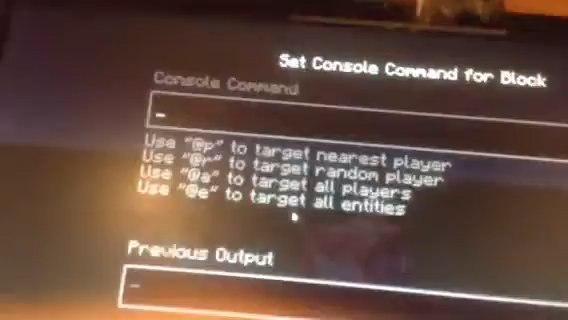 Set Console Command for Block
Console Command
_
Use "@p" to target nearest player
Use "@r" to target random player
Use "@a" to target all players
Use "@e" to target all entities
Previous Output
-